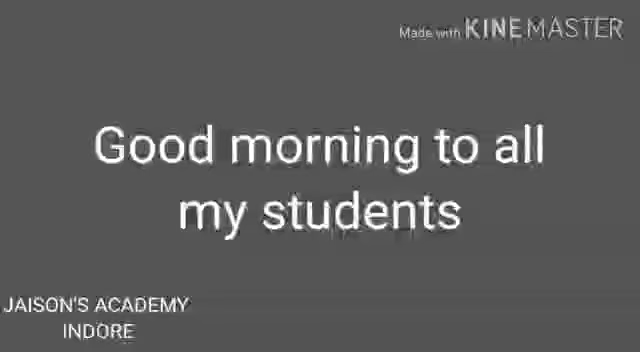 Made with KINEMASTER
Good morning to all
my students
JAISON'S ACADEMY
INDORE